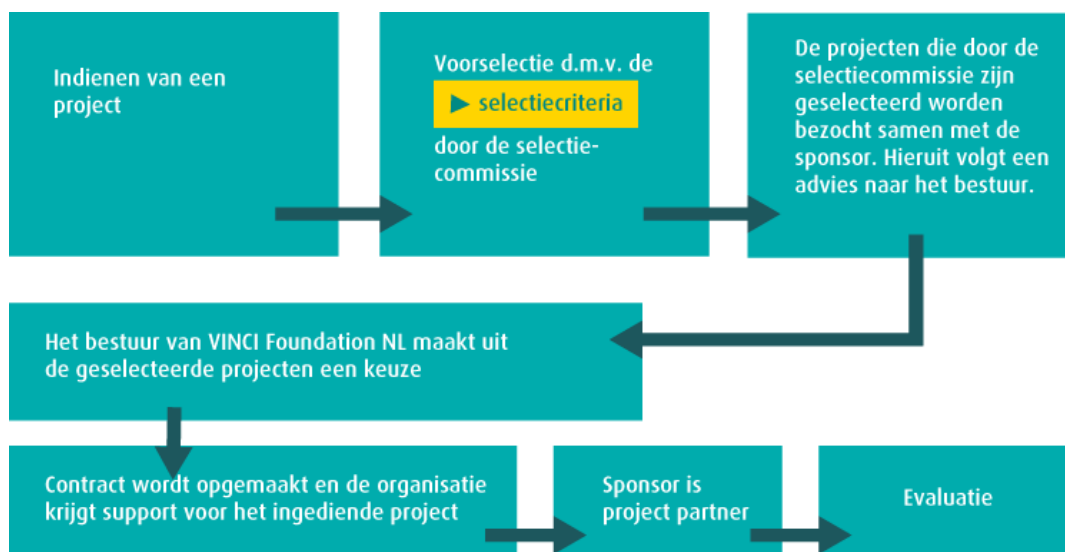 Indienen van een
project
Voorselectie d.m.v. de
► selectiecriteria
door de selectie-
commissie
De projecten die door de
selectiecommissie zijn
geselecteerd worden
bezocht samen met de
sponsor. Hieruit volgt een
advies naar het bestuur.
Het bestuur van VINCI Foundation NL maakt uit
de geselecteerde projecten een keuze
Contract wordt opgemaakt en de organisatie
krijgt support voor het ingediende project
Sponsor is
project partner
Evaluatie